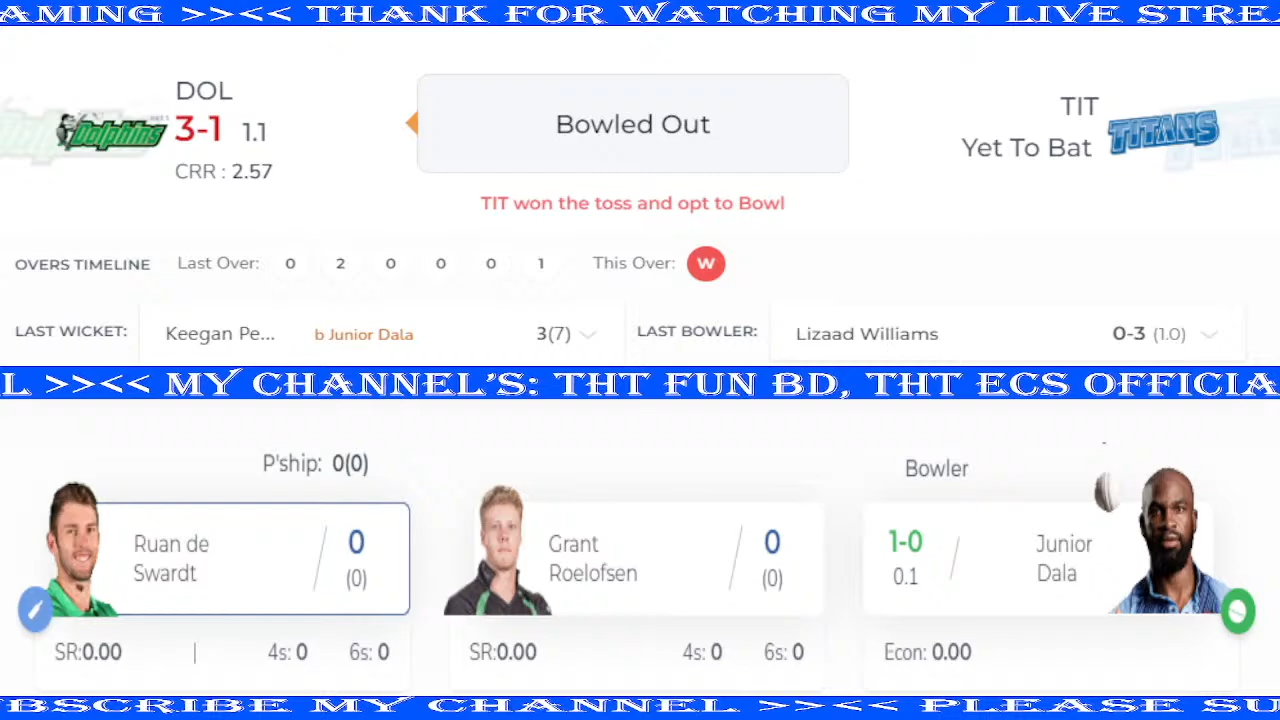 AMING >><< THANK FOR WATCHING MY LIVE STREA
DOL
3-1 1.1
CRR : 2.57
Dolphins
Bowled Out
TIT
Yet To Bat
TITANS
TIT won the toss and opt to Bowl
OVERS TIMELINE Last Over: 0 2 0 0 0 1 This Over: W
LAST WICKET: Keegan Pe... b Junior Dala 3(7) LAST BOWLER: Lizaad Williams 0-3 (1.0)
L >><< MY CHANNEL'S: THT FUN BD, THT ECS OFFICIA
P'ship: 0(0)
Bowler
Ruan de
Swardt
0
(0)
Grant
Roelofsen
0
(0)
1-0
0.1
Junior
Dala
SR:0.00 | 4s: 0 6s: 0
SR:0.00 4s: 0 6s: 0
Econ: 0.00
UBSCRIBE MY CHANNEL >><< PLEASE SU